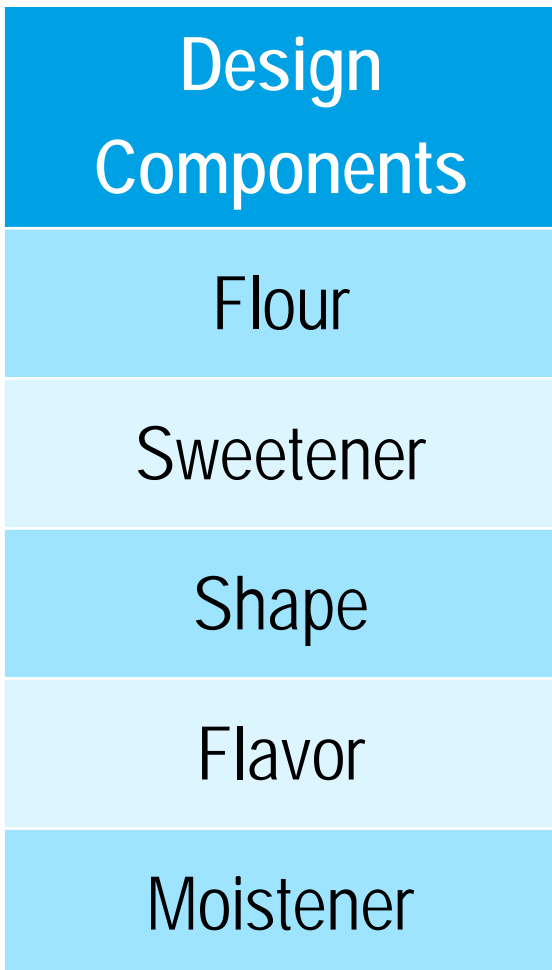 Design
Components
Flour
Sweetener
Shape
Flavor
Moistener